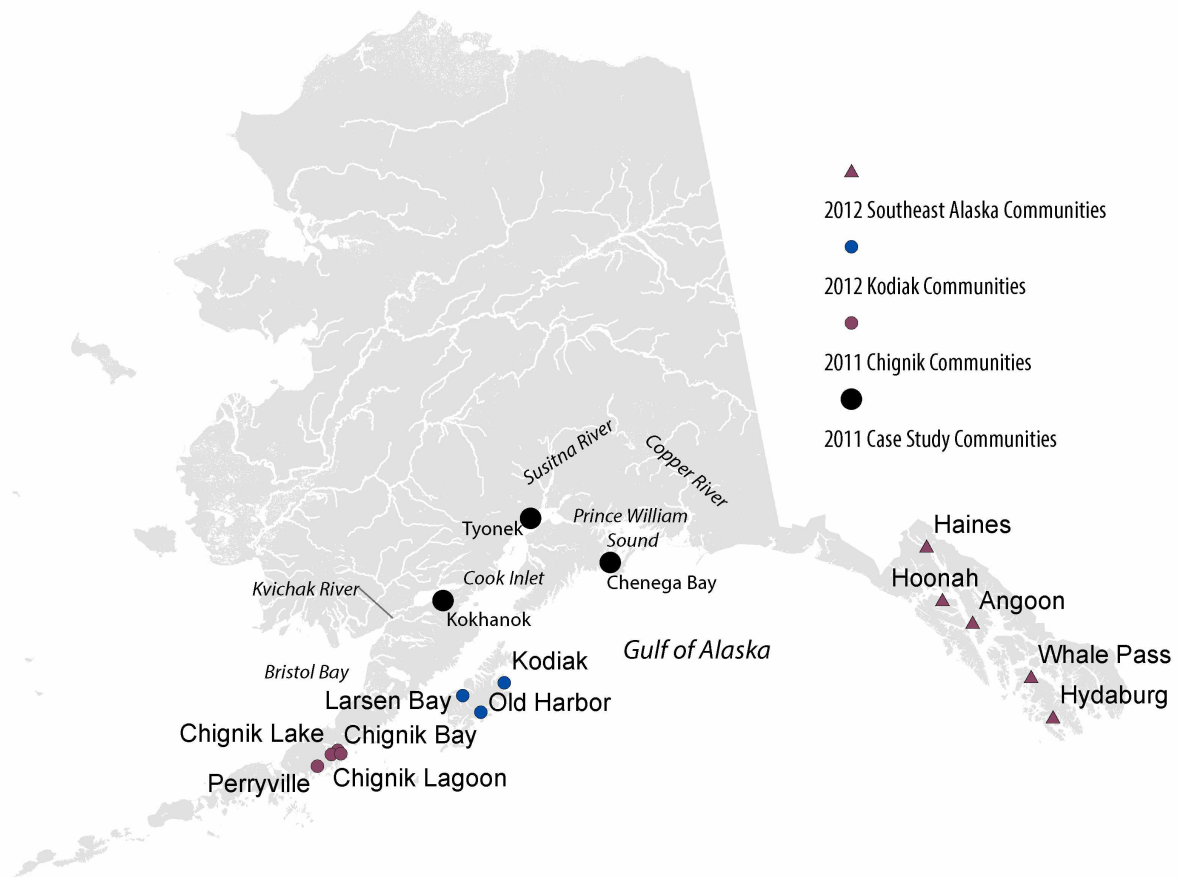 2012 Southeast Alaska Communities
2012 Kodiak Communities
2011 Chignik Communities
2011 Case Study Communities
Susitna River
Copper River
Tyonek
Prince William
Sound
Chenega Bay
Cook Inlet
Kvichak River
Kokhanok
Gulf of Alaska
Bristol Bay
Kodiak
Larsen Bay
Old Harbor
Chignik Lake
Chignik Bay
Perryville
Chignik Lagoon
Haines
Hoonah
Angoon
Whale Pass
Hydaburg